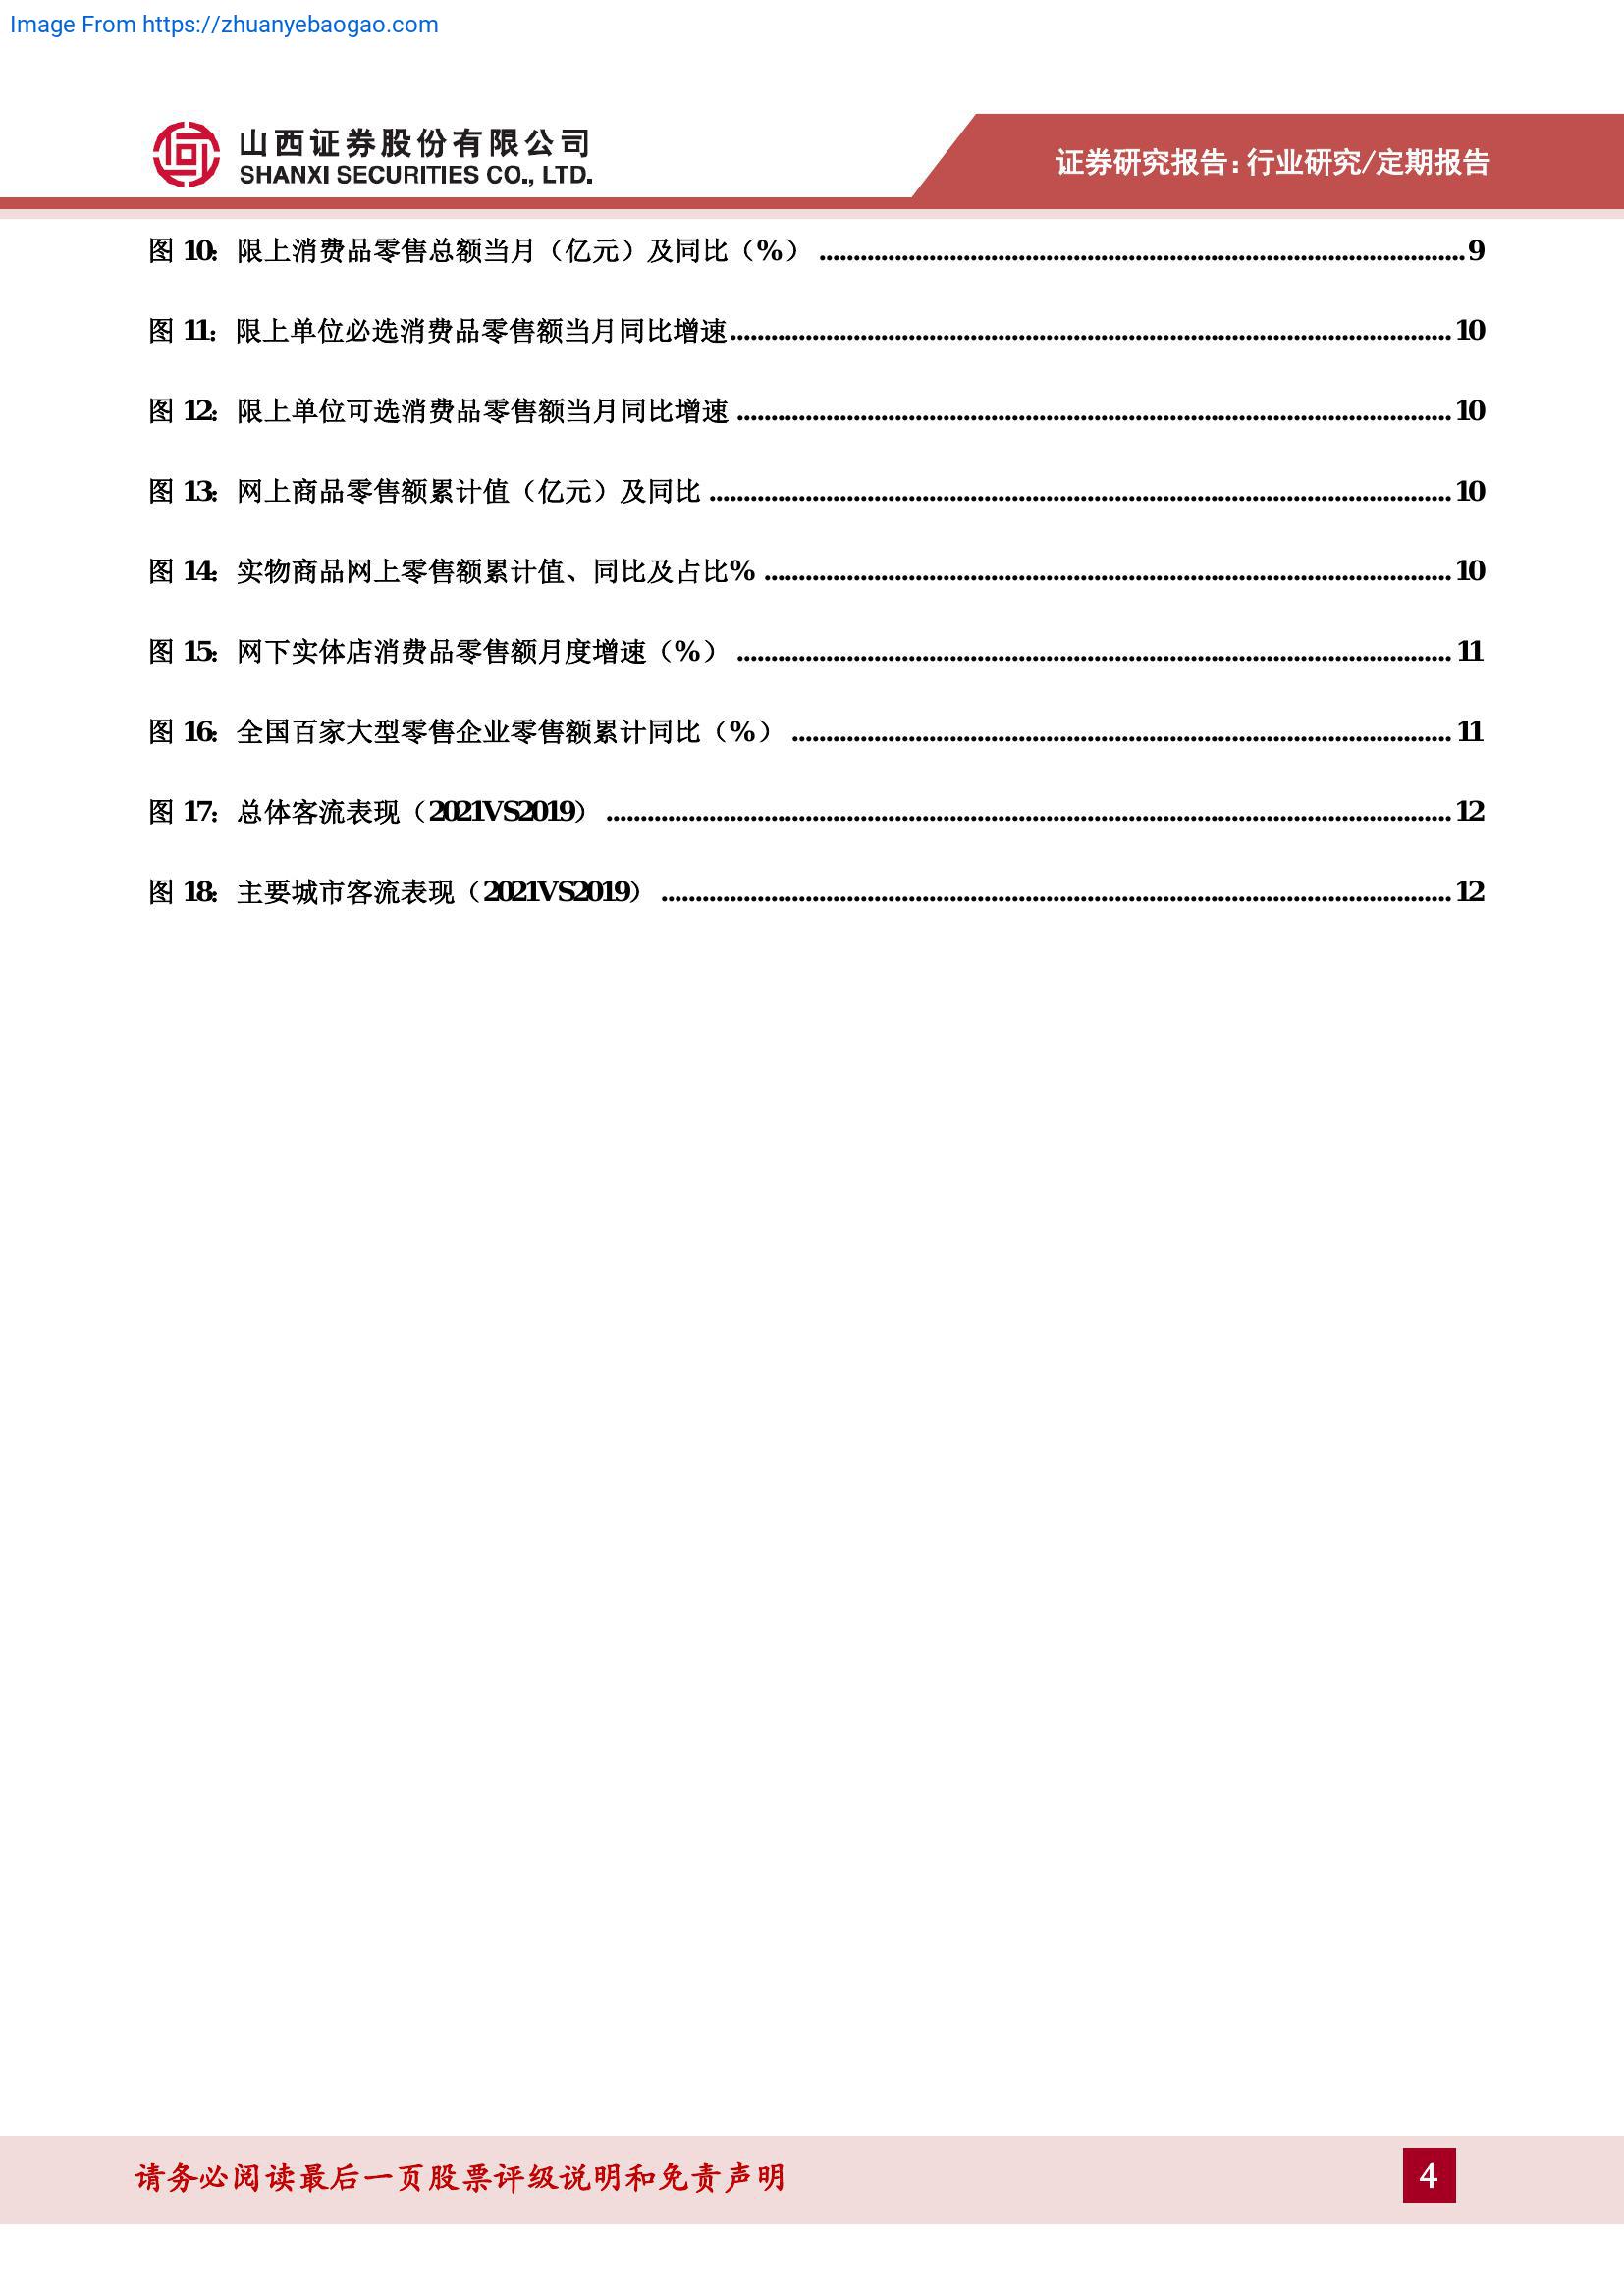 Image From https://zhuanyebaogao.com
山西证券股份有限公司
SHANXI SECURITIES CO., LTD.
证券研究报告：行业研究/定期报告
图 10： 限上消费品零售总额当月（亿元）及同比（%） 9
图 11： 限上单位必选消费品零售额当月同比增速 10
图 12： 限上单位可选消费品零售额当月同比增速 10
图 13： 网上商品零售额累计值（亿元）及同比 10
图 14： 实物商品网上零售额累计值、同比及占比% 10
图 15： 网下实体店消费品零售额月度增速（%） 11
图 16： 全国百家大型零售企业零售额累计同比（%） 11
图 17： 总体客流表现（2021VS2019） 12
图 18： 主要城市客流表现（2021VS2019） 12
请务必阅读最后一页股票评级说明和免责声明
4